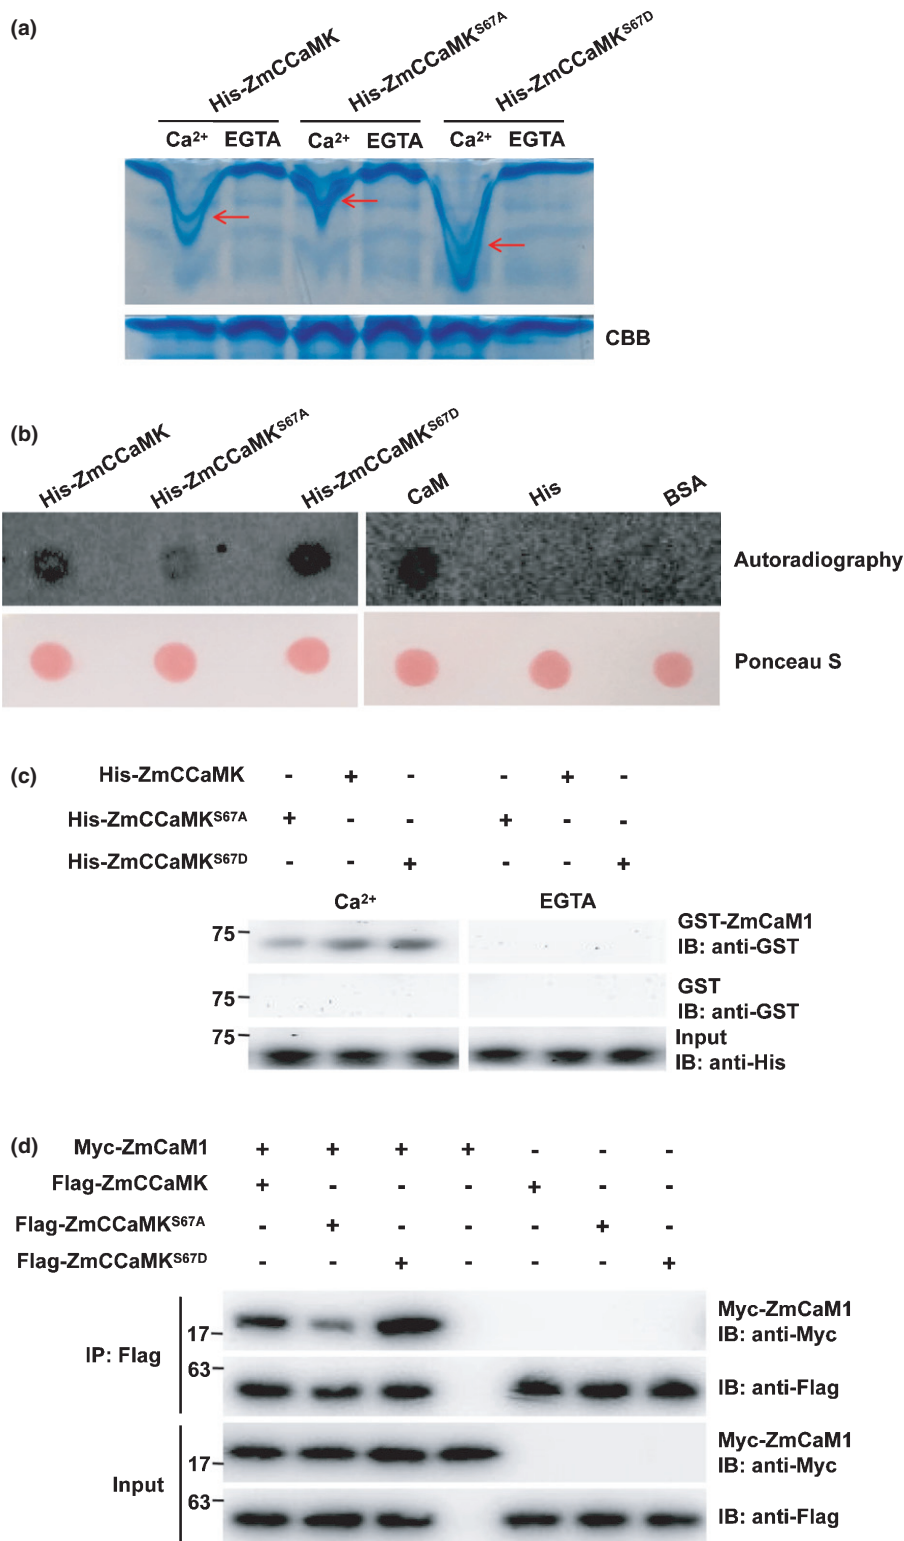 (a)
His-ZmCCaMK His-ZmCCaMK^S67A His-ZmCCaMK^S67D
Ca²⁺ EGTA Ca²⁺ EGTA Ca²⁺ EGTA
CBB
(b)
His-ZmCCaMK His-ZmCCaMK^S67A His-ZmCCaMK^S67D CaM His BSA
Autoradiography
Ponceau S
(c)
His-ZmCCaMK - + - - + -
His-ZmCCaMK^S67A + - - + - -
His-ZmCCaMK^S67D - - + - - +
Ca²⁺ EGTA
75
GST-ZmCaM1
IB: anti-GST
75
GST
IB: anti-GST
75
Input
IB: anti-His
(d)
Myc-ZmCaM1 + + + + - - -
Flag-ZmCCaMK + - - - + - -
Flag-ZmCCaMK^S67A - + - - - + -
Flag-ZmCCaMK^S67D - - + - - - +
IP: Flag
17
Myc-ZmCaM1
IB: anti-Myc
63
IB: anti-Flag
Input
17
Myc-ZmCaM1
IB: anti-Myc
63
IB: anti-Flag